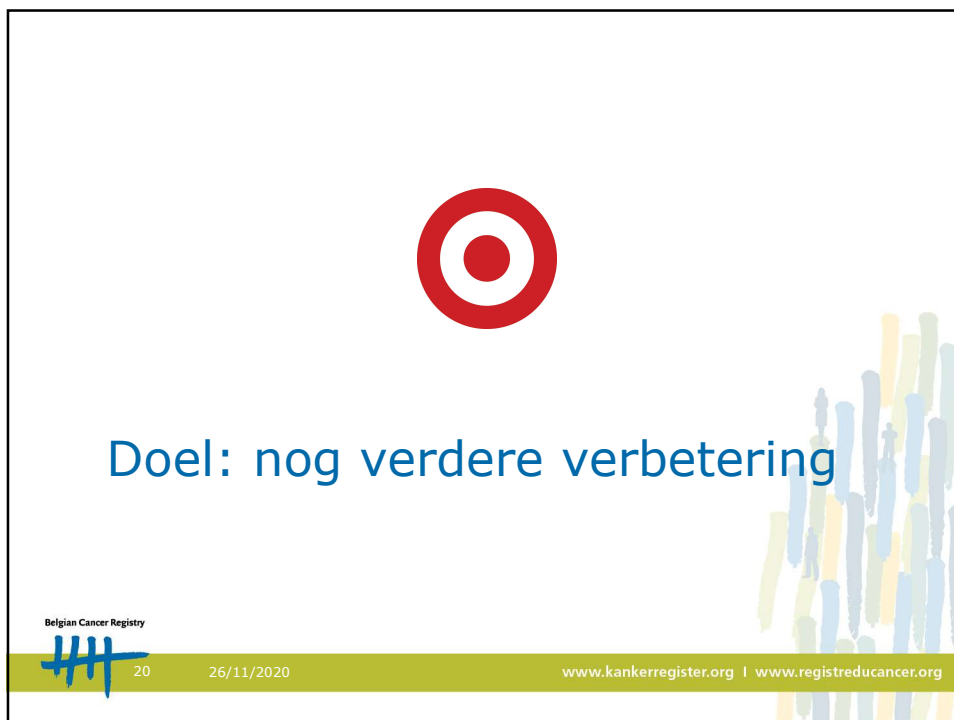 Doel: nog verdere verbetering
Belgian Cancer Registry
20 26/11/2020 www.kankerregister.org I www.registreducancer.org